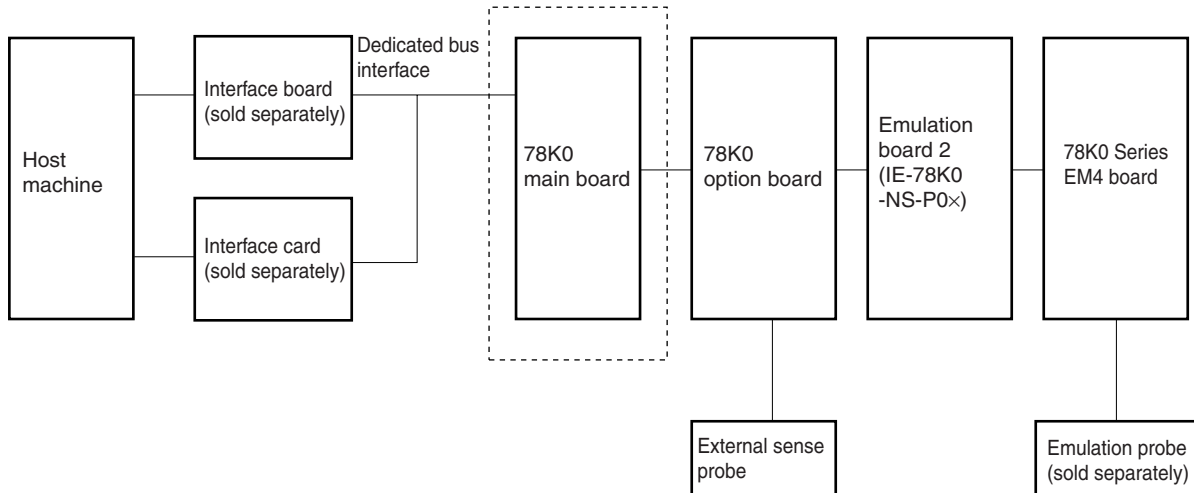 Host
machine
Interface board
(sold separately)
Dedicated bus
interface
Interface card
(sold separately)
78K0
main board
78K0
option board
Emulation
board 2
(IE-78K0
-NS-P0×)
78K0 Series
EM4 board
External sense
probe
Emulation probe
(sold separately)